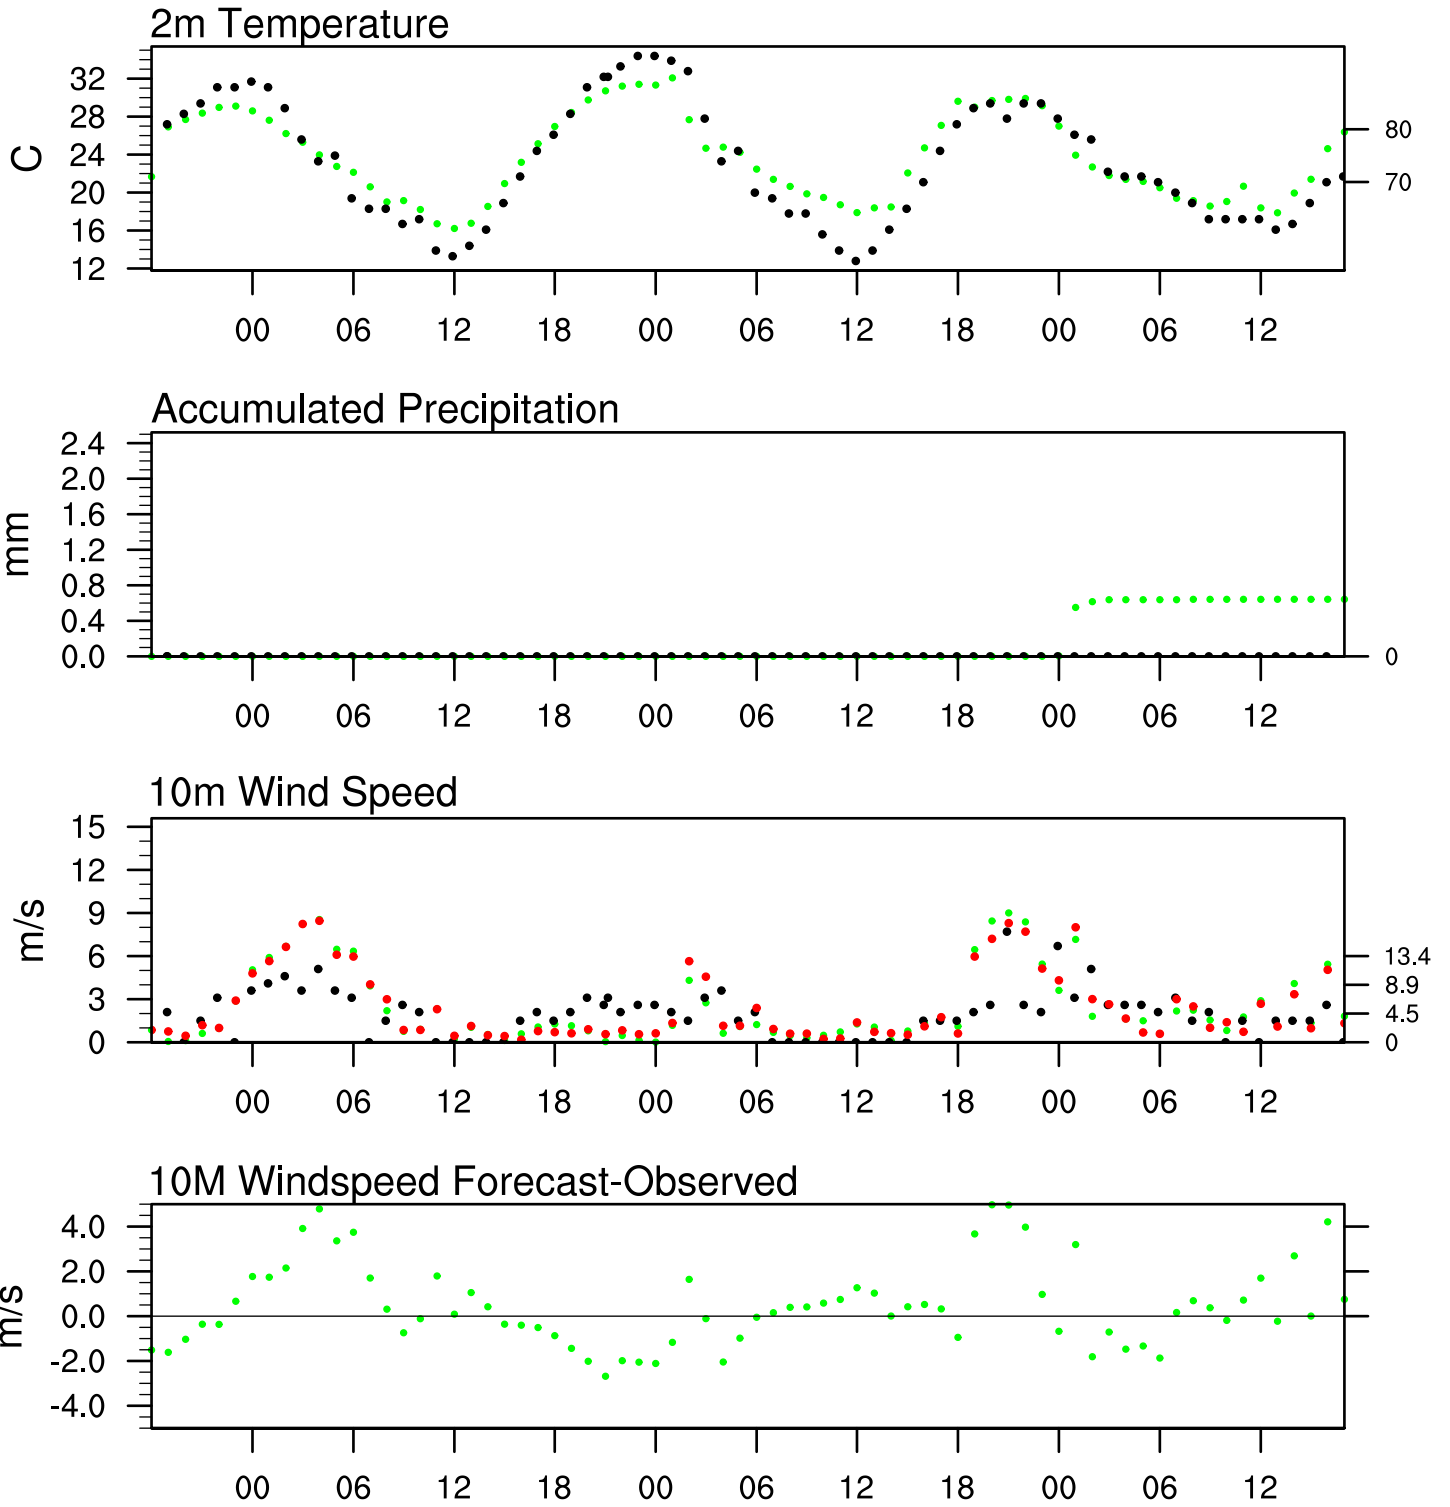 2m Temperature
C
32
28
24
20
16
12
80
70
00 06 12 18 00 06 12 18 00 06 12
Accumulated Precipitation
mm
2.4
2.0
1.6
1.2
0.8
0.4
0.0
0
00 06 12 18 00 06 12 18 00 06 12
10m Wind Speed
m/s
15
12
9
6
3
0
13.4
8.9
4.5
0
00 06 12 18 00 06 12 18 00 06 12
10M Windspeed Forecast-Observed
m/s
4.0
2.0
0.0
-2.0
-4.0
00 06 12 18 00 06 12 18 00 06 12